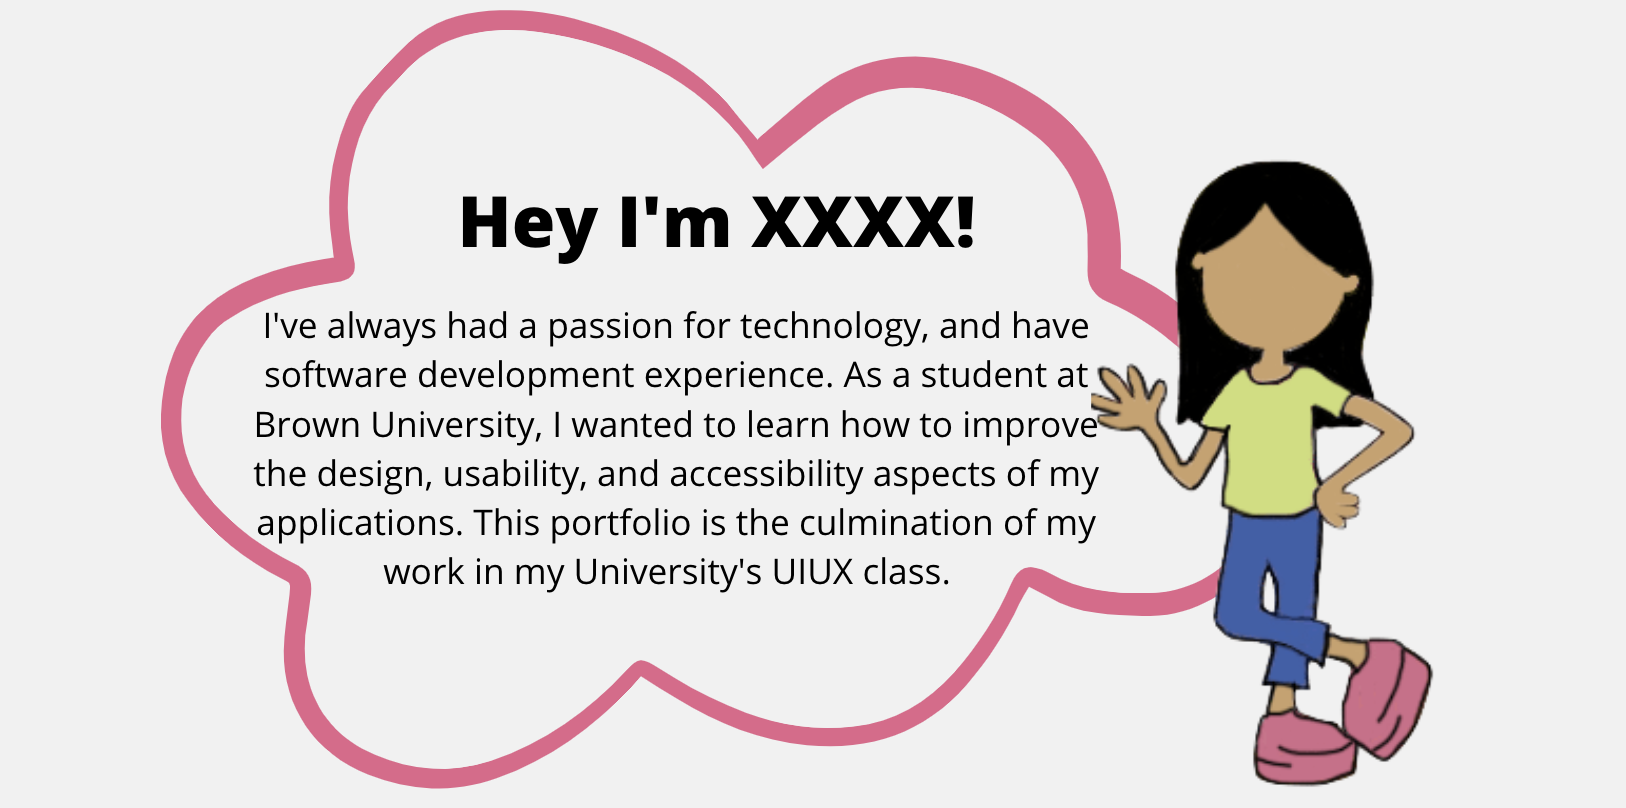 Hey I'm XXXX!
I've always had a passion for technology, and have
software development experience. As a student at
Brown University, I wanted to learn how to improve
the design, usability, and accessibility aspects of my
applications. This portfolio is the culmination of my
work in my University's UIUX class.